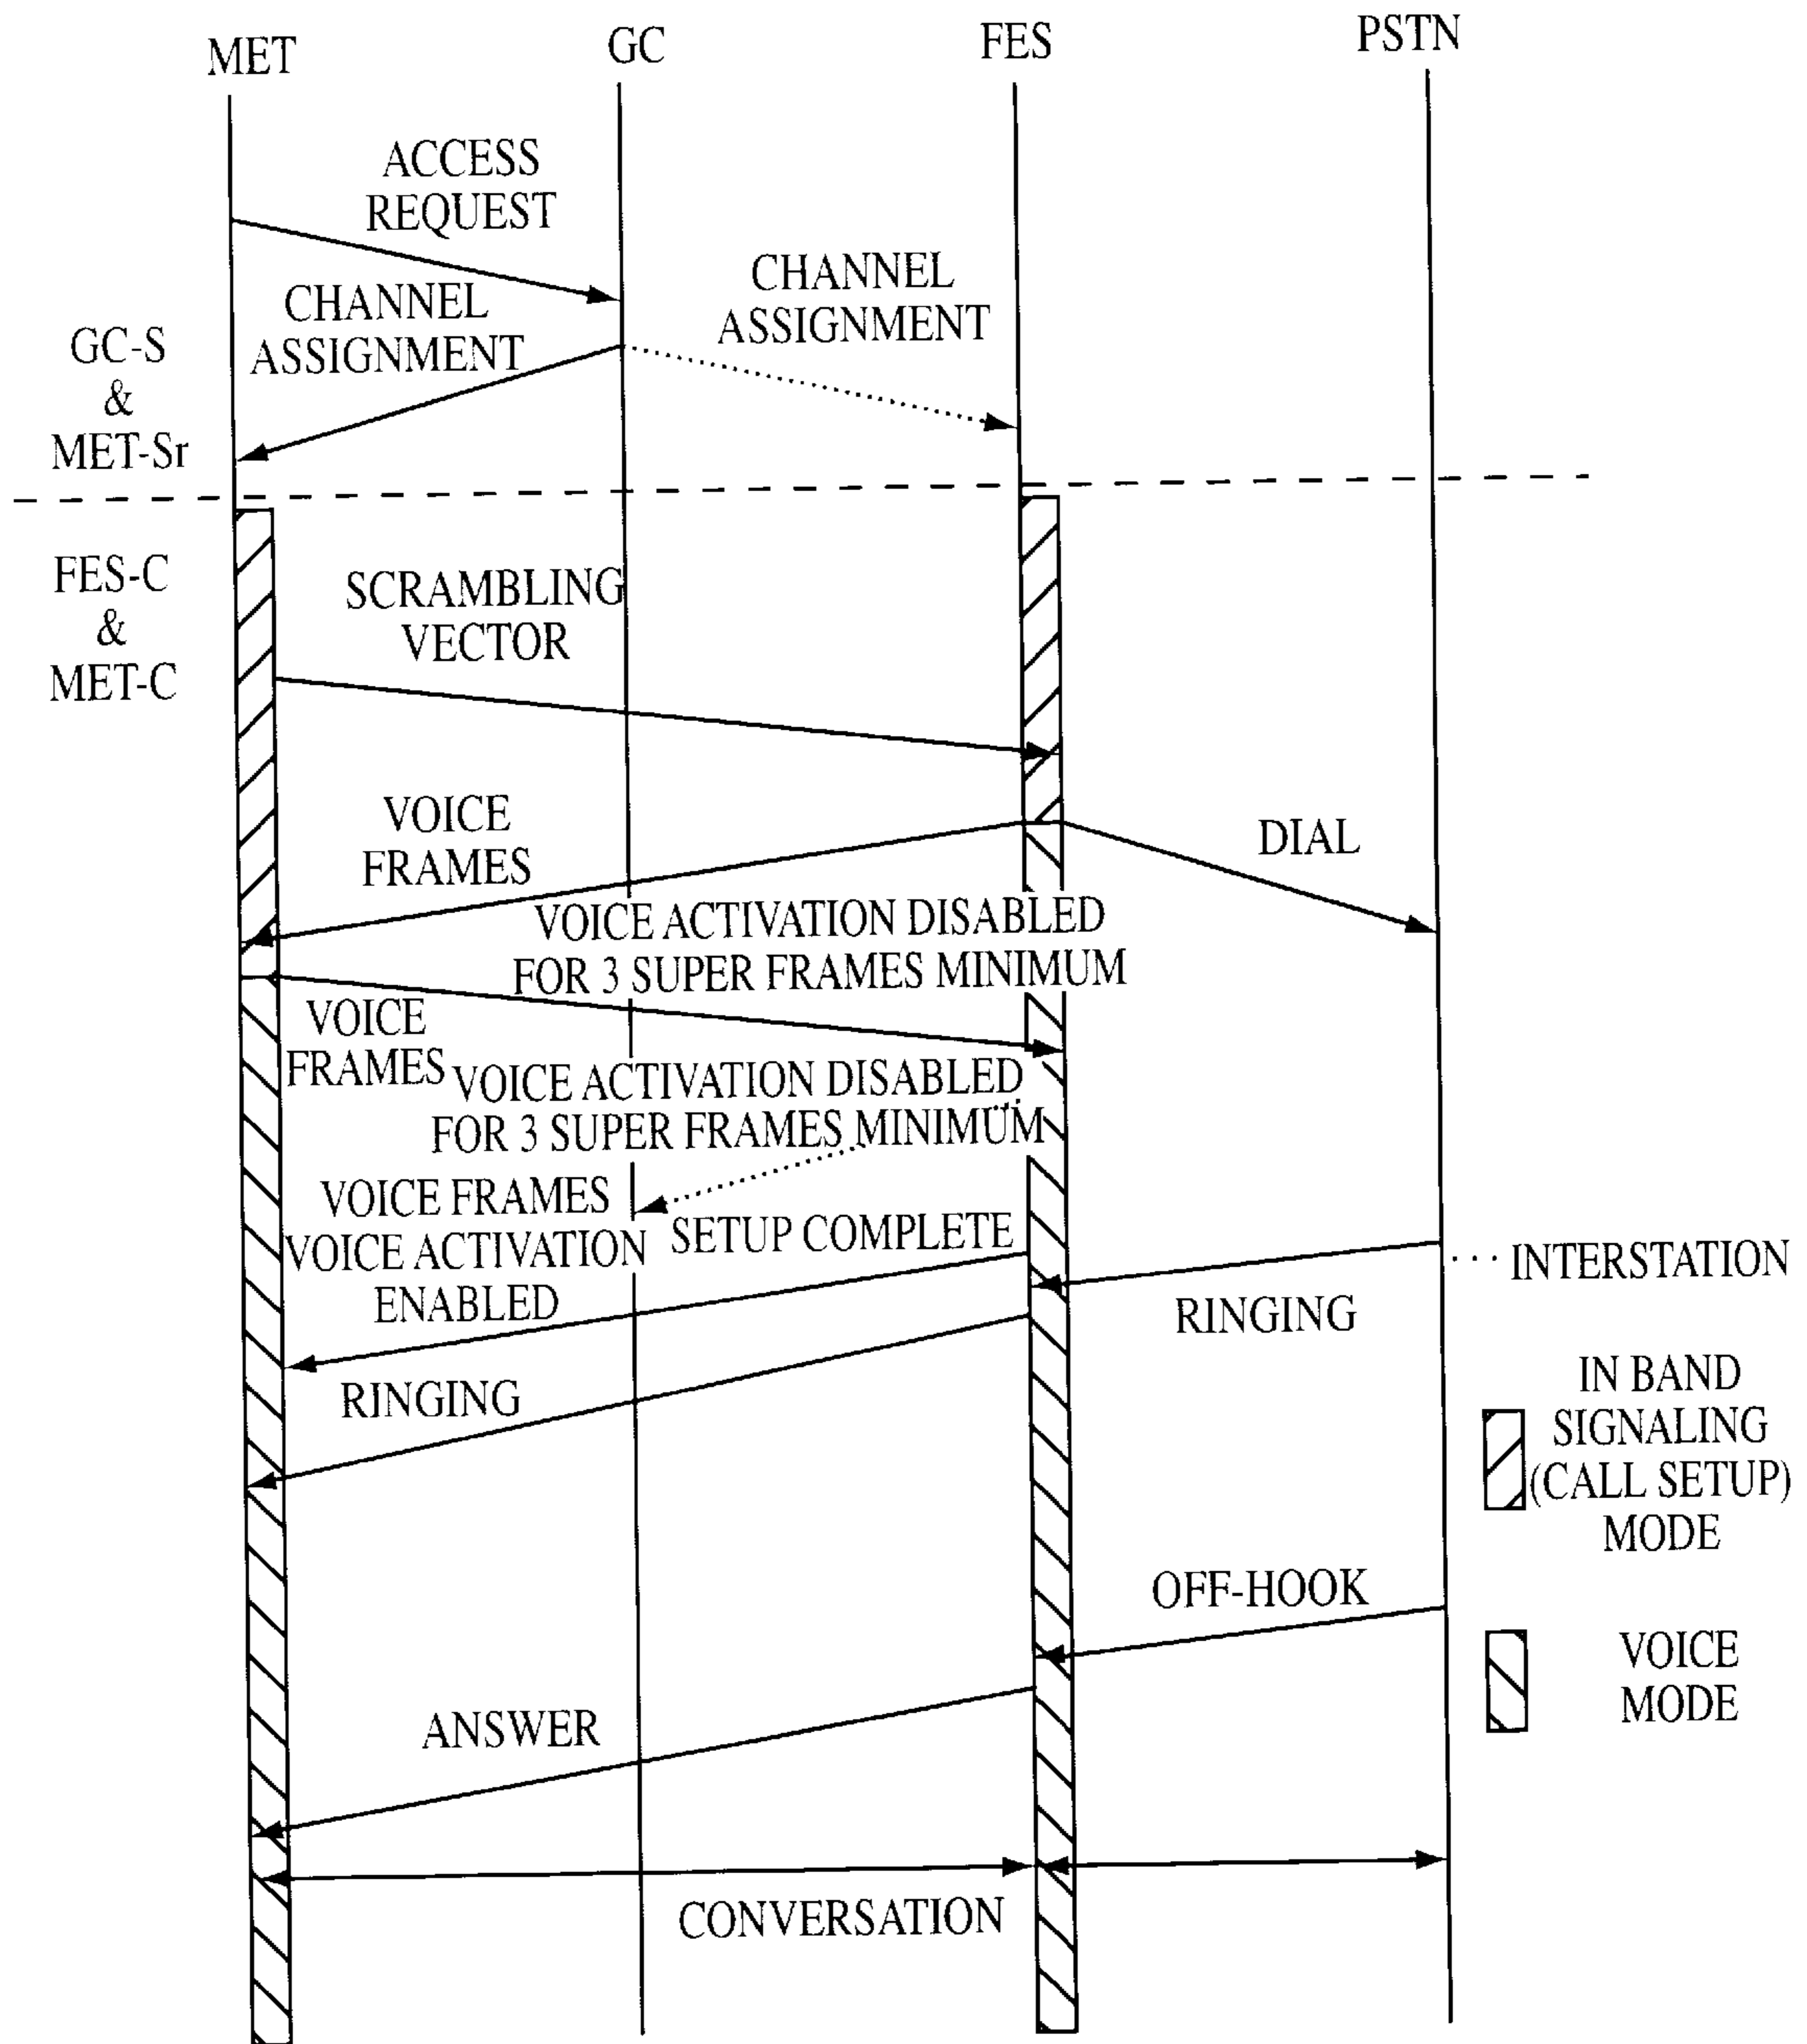 MET
GC
FES
PSTN
ACCESS
REQUEST
CHANNEL
ASSIGNMENT
CHANNEL
ASSIGNMENT
GC-S
&
MET-Sr
FES-C
&
MET-C
SCRAMBLING
VECTOR
VOICE
FRAMES
DIAL
VOICE ACTIVATION DISABLED
FOR 3 SUPER FRAMES MINIMUM
VOICE
FRAMES
VOICE ACTIVATION DISABLED
FOR 3 SUPER FRAMES MINIMUM
VOICE FRAMES
VOICE ACTIVATION
ENABLED
SETUP COMPLETE
INTERSTATION
RINGING
RINGING
IN BAND
SIGNALING
(CALL SETUP)
MODE
OFF-HOOK
VOICE
MODE
ANSWER
CONVERSATION